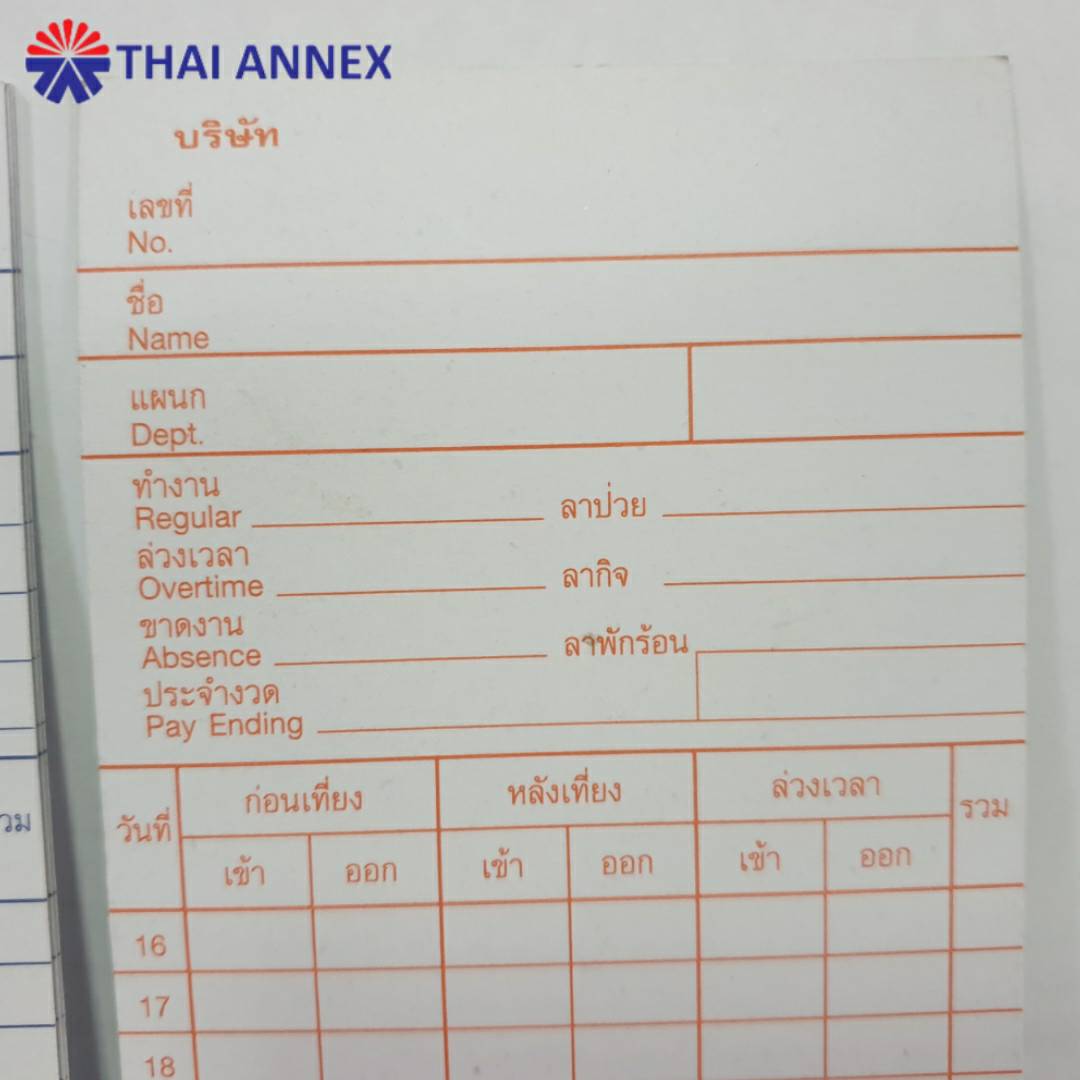 THAI ANNEX
บริษัท
เลขที่
No.
ชื่อ
Name
แผนก
Dept.
ทำงาน
Regular ลาป่วย
ล่วงเวลา
Overtime ลากิจ
ขาดงาน
Absence ลาพักร้อน
ประจำงวด
Pay Ending
วันที่ ก่อนเที่ยง หลังเที่ยง ล่วงเวลา รวม
เข้า ออก เข้า ออก เข้า ออก
16
17
18